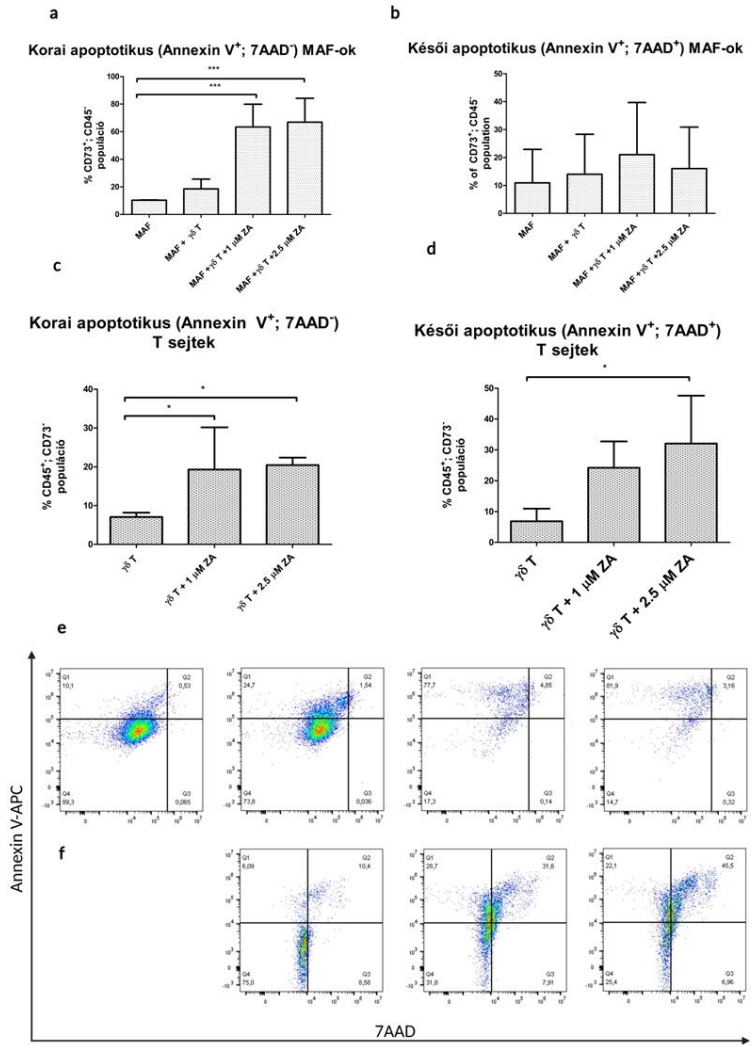 a
Korai apoptotikus (Annexin V⁺; 7AAD⁻) MAF-ok
% CD73⁺; CD45⁻
populáció
100
80
60
40
20
0
***
***
MAF
MAF + γδ T
MAF +γδ T +1 μM ZA
MAF +γδ T +2.5 μM ZA
b
Késői apoptotikus (Annexin V⁺; 7AAD⁺) MAF-ok
% of CD73⁺; CD45⁻
population
50
40
30
20
10
0
MAF
MAF + γδ T
MAF +γδ T +1 μM ZA
MAF +γδ T +2.5 μM ZA
c
Korai apoptotikus (Annexin V⁺; 7AAD⁻)
T sejtek
% CD45⁺; CD73⁻
populáció
40
30
20
10
0
*
*
γδ T
γδ T + 1 μM ZA
γδ T + 2.5 μM ZA
d
Késői apoptotikus (Annexin V⁺; 7AAD⁺)
T sejtek
% CD45⁺; CD73⁻
populáció
50
40
30
20
10
0
*
γδ T
γδ T + 1 μM ZA
γδ T + 2.5 μM ZA
e
Q1 10,1
Q2 0,53
Q4 89,3
Q3 0,065
Q1 24,7
Q2 1,54
Q4 73,8
Q3 0,036
Q1 77,7
Q2 4,85
Q4 17,3
Q3 0,14
Q1 81,9
Q2 3,16
Q4 14,7
Q3 0,32
f
Q1 6,09
Q2 10,4
Q4 75,0
Q3 8,58
Q1 28,7
Q2 31,6
Q4 31,8
Q3 7,91
Q1 22,1
Q2 45,5
Q4 25,4
Q3 6,96
Annexin V-APC
7AAD